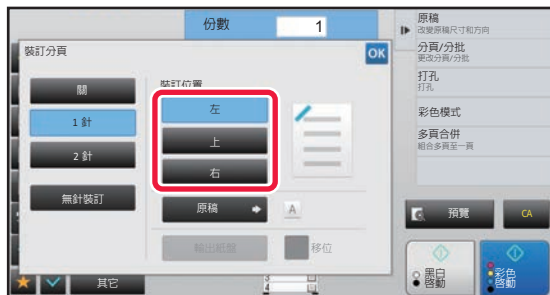 份數 1
裝訂分頁
OK
關
1 針
2 針
無針裝訂
裝訂位置
左
上
右
原稿
A
輸出紙盤
移位
其它
3
4
原稿
改變原稿尺寸和方向
分頁/分批
更改分頁/分批
打孔
打孔
彩色模式
多頁合併
組合多頁至一頁
預覽
CA
黑白
啓動
彩色
啓動